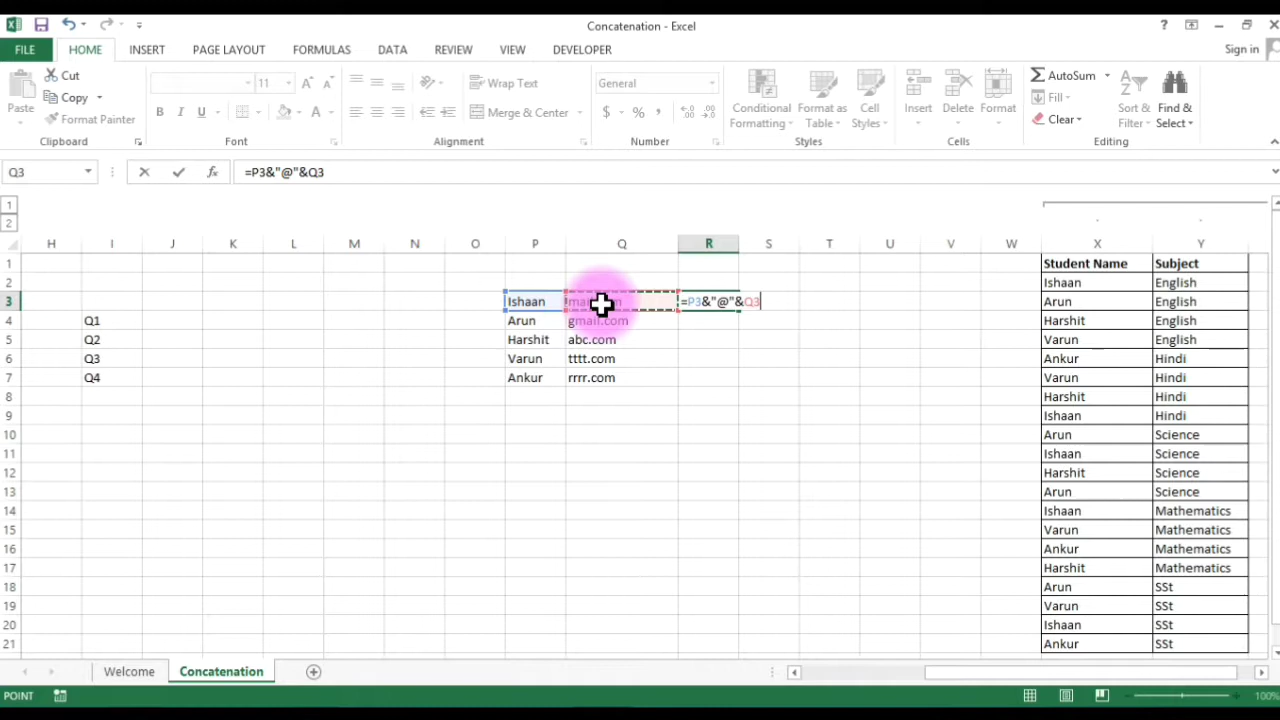 Concatenation - Excel
Sign in
FILE HOME INSERT PAGE LAYOUT FORMULAS DATA REVIEW VIEW DEVELOPER
Paste Cut Copy Format Painter
Clipboard
11
B I U A
Font
Wrap Text
Merge & Center
Alignment
General
$ % ,
Number
Conditional Formatting Format as Table Cell Styles
Styles
Insert Delete Format
Cells
AutoSum Fill Clear Sort & Filter Find & Select
Editing
Q3 fx =P3&"@"&Q3
1
2
H I J K L M N O P Q R S T U V W X Y
1 Student Name Subject
2 Ishaan English
3 Ishaan =P3&"@"&Q3 Arun English
4 Q1 Arun gmail.com Harshit English
5 Q2 Harshit abc.com Varun English
6 Q3 Varun tttt.com Ankur Hindi
7 Q4 Ankur rrrr.com Varun Hindi
8 Harshit Hindi
9 Ishaan Hindi
10 Arun Science
11 Ishaan Science
12 Harshit Science
13 Arun Science
14 Ishaan Mathematics
15 Varun Mathematics
16 Ankur Mathematics
17 Harshit Mathematics
18 Arun SSt
19 Varun SSt
20 Ishaan SSt
21 Ankur SSt
Welcome Concatenation
POINT 100%